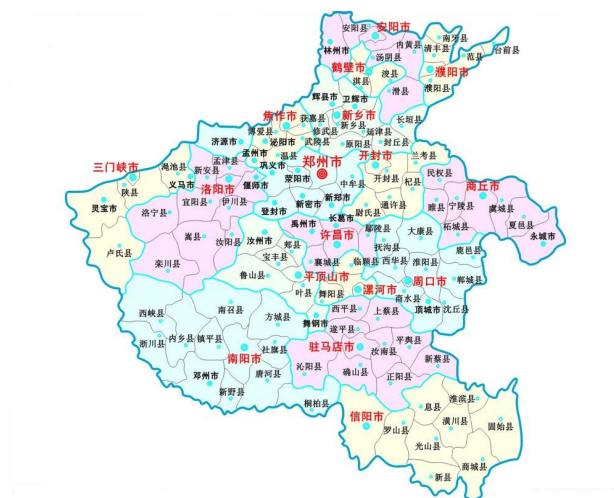 安阳县
安阳市
南牙县
林州市
内黄县
清丰县
台前县
汤阴县
范县
鹤壁市
浚县
濮阳市
淇县
滑县
濮阳县
辉县市
卫辉市
焦作市
获嘉县
新乡市
长垣县
博爱县
修武县
新乡县
延津县
济源市
泌阳市
武陵县
原阳县
封丘县
孟州市
温县
郑州市
开封市
兰考县
三门峡市
渑池县
新安县
孟津县
巩义市
荥阳市
民权县
义马市
洛阳市
偃师市
中牟县
开封县
杞县
商丘市
陕县
灵宝市
宜阳县
伊川县
新密市
新郑市
睢县
宁陵县
虞城县
洛宁县
登封市
长葛市
尉氏县
通许县
柘城县
夏邑县
禹州市
鄢陵县
太康县
永城市
嵩县
汝阳县
汝州市
郏县
许昌市
扶沟县
鹿邑县
卢氏县
宝丰县
襄城县
临颍县
西华县
淮阳县
栾川县
鲁山县
平顶山市
周口市
郸城县
叶县
舞阳县
漯河市
商水县
项城市
沈丘县
西峡县
南召县
方城县
舞钢市
西平县
上蔡县
淅川县
内乡县
镇平县
社旗县
遂平县
驻马店市
平舆县
南阳市
汝南县
新蔡县
邓州市
唐河县
沁阳县
确山县
正阳县
新野县
桐柏县
信阳市
息县
淮滨县
罗山县
潢川县
固始县
光山县
商城县
新县